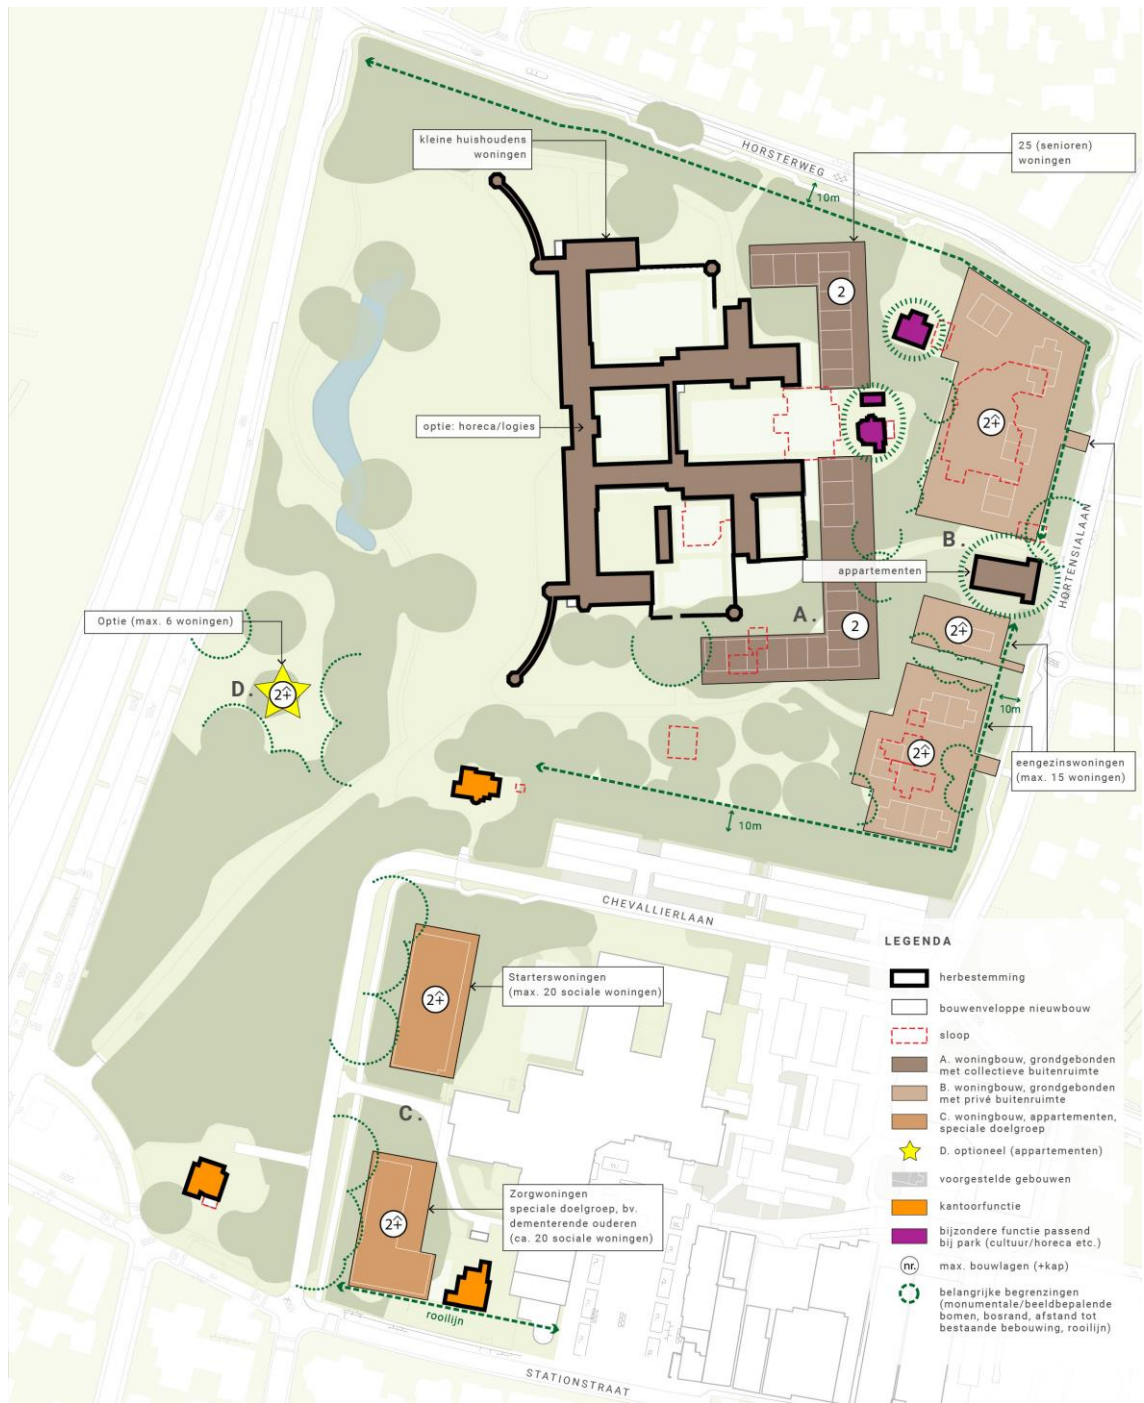 HORSTERWEG
kleine huishoudens
woningen
25 (senioren)
woningen
10m
2
optie: horeca/logies
2+
B.
HORTENSIALAAN
appartementen
A.
2
2+
Optie (max. 6 woningen)
D.
2+
10m
2+
eengezinswoningen
(max. 15 woningen)
10m
CHEVALLIERLAAN
Starterswoningen
(max. 20 sociale woningen)
2+
C.
Zorgwoningen
speciale doelgroep, bv.
dementerende ouderen
(ca. 20 sociale woningen)
2+
rooilijn
STATIONSTRAAT
LEGENDA
herbestemming
bouwenveloppe nieuwbouw
sloop
A. woningbouw, grondgebonden
met collectieve buitenruimte
B. woningbouw, grondgebonden
met privé buitenruimte
C. woningbouw, appartementen,
speciale doelgroep
D. optioneel (appartementen)
voorgestelde gebouwen
kantoorfunctie
bijzondere functie passend
bij park (cultuur/horeca etc.)
nr. max. bouwlagen (+kap)
belangrijke begrenzingen
(monumentale/beeldbepalende
bomen, bosrand, afstand tot
bestaande bebouwing, rooilijn)